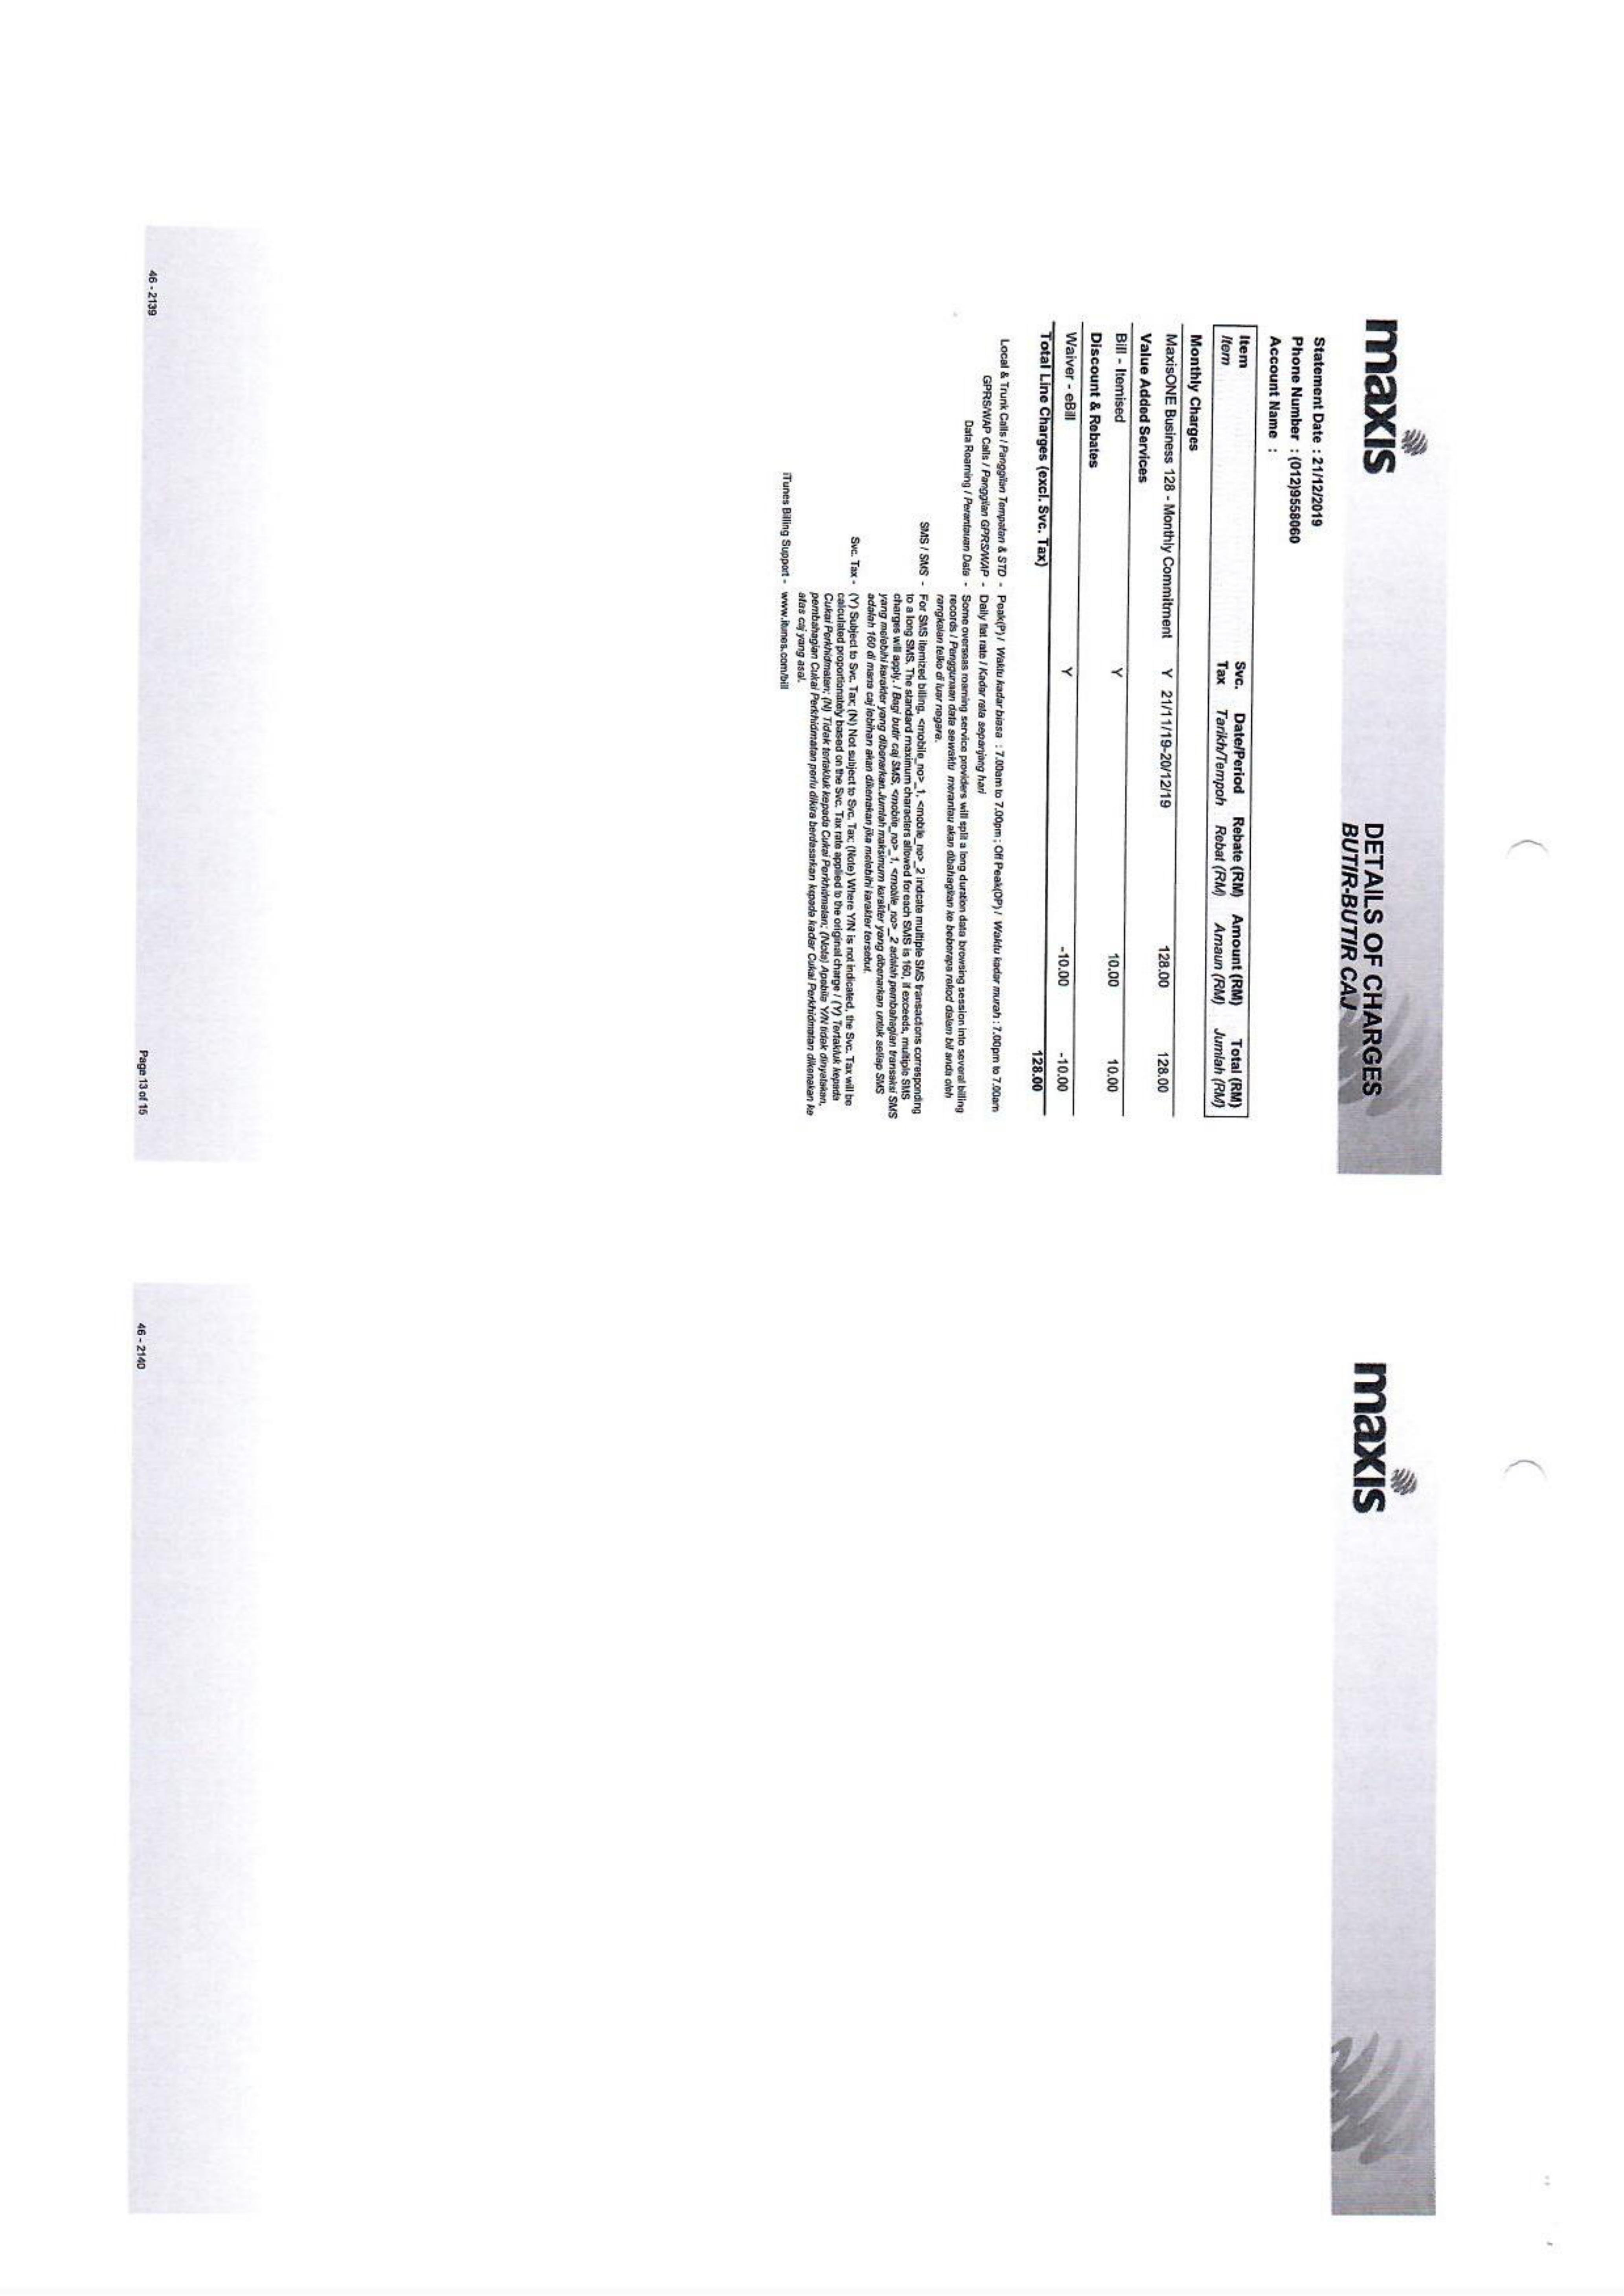 maxis
DETAILS OF CHARGES
BUTIR-BUTIR CAJ
Statement Date : 21/12/2019
Phone Number : (012)9558060
Account Name :
Item Svc. Date/Period Rebate (RM) Amount (RM) Total (RM)
Item Tax Tarikh/Tempoh Rebat (RM) Amaun (RM) Jumlah (RM)
Monthly Charges
MaxisONE Business 128 - Monthly Commitment Y 21/11/19-20/12/19 128.00 128.00
Value Added Services
Bill - Itemised Y 10.00 10.00
Discount & Rebates
Waiver - eBill Y -10.00 -10.00
Total Line Charges (excl. Svc. Tax) 128.00
Local & Trunk Calls / Panggilan Tempatan & STD - Peak(P) / Waktu kadar biasa : 7.00am to 7.00pm ; Off Peak(OP) / Waktu kadar murah : 7.00pm to 7.00am
GPRS/WAP Calls / Panggilan GPRS/WAP - Daily flat rate / Kadar rata sepanjang hari
Data Roaming / Perantauan Data - Some overseas roaming service providers will split a long duration data browsing session into several billing
records / Penggunaan data sewaktu merantau akan dibahagikan ke beberapa rekod dalam bil anda oleh
rangkaian telko di luar negara.
SMS / SMS - For SMS itemized billing, <mobile_no>_1, <mobile_no>_2 indicate multiple SMS transactions corresponding
to a long SMS. The standard maximum characters allowed for each SMS is 160, if exceeds, multiple SMS
charges will apply. / Bagi butir caj SMS, <mobile_no>_1, <mobile_no>_2 adalah pembahagian transaksi SMS
yang melebihi karakter yang dibenarkan.Jumlah maksimum karakter yang dibenarkan untuk setiap SMS
adalah 160 di mana caj lebihan akan dikenakan jika melebihi karakter tersebut.
Svc. Tax - (Y) Subject to Svc. Tax; (N) Not subject to Svc. Tax; (Note) Where Y/N is not indicated, the Svc. Tax will be
calculated proportionately based on the Svc. Tax rate applied to the original charge / (Y) Tertakluk kepada
Cukai Perkhidmatan; (N) Tidak tertakluk kepada Cukai Perkhidmatan; (Nota) Apabila Y/N tidak dinyatakan,
pembahagian Cukai Perkhidmatan perlu dikira berdasarkan kepada kadar Cukai Perkhidmatan dikenakan ke
atas caj yang asal.
iTunes Billing Support - www.itunes.com/bill
46 - 2139 Page 13 of 15
maxis
46 - 2140